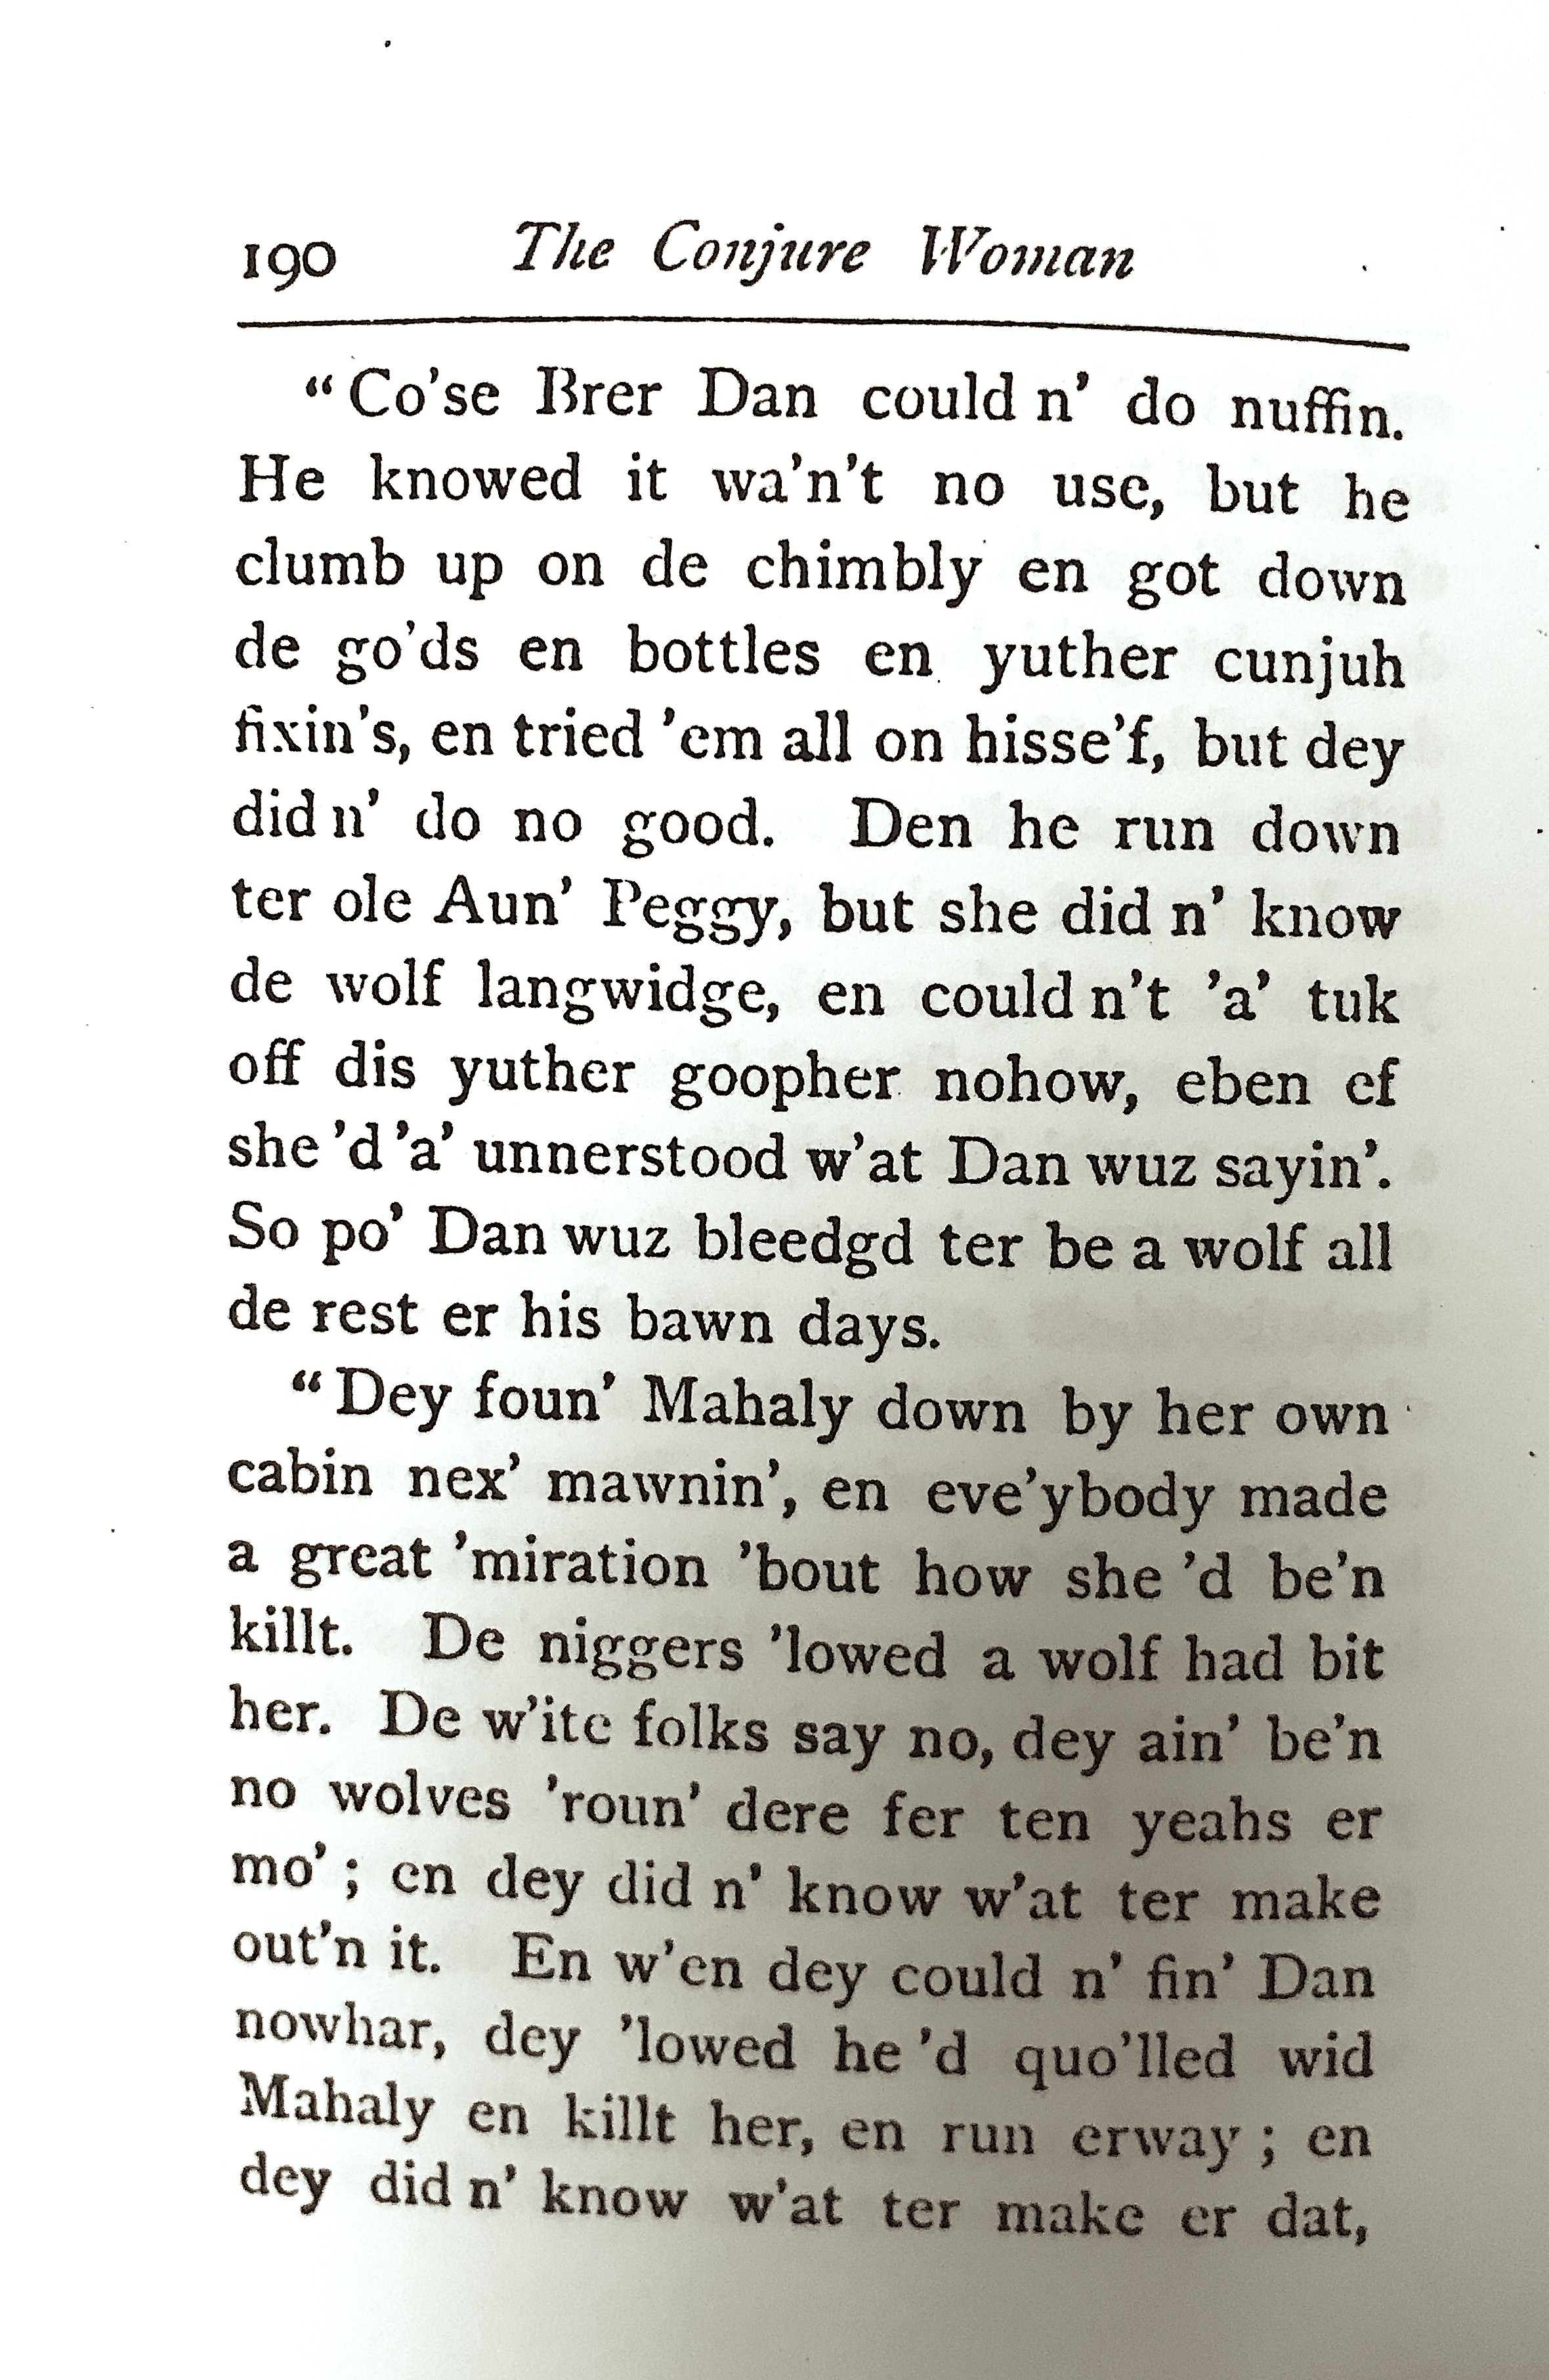 190 The Conjure Woman
“Co’se Brer Dan could n’ do nuffin.
He knowed it wa’n’t no use, but he
clumb up on de chimbly en got down
de go’ds en bottles en yuther cunjuh
fixin’s, en tried ’em all on hisse’f, but dey
did n’ do no good. Den he run down
ter ole Aun’ Peggy, but she did n’ know
de wolf langwidge, en could n’t ’a’ tuk
off dis yuther goopher nohow, eben ef
she ’d ’a’ unnerstood w’at Dan wuz sayin’.
So po’ Dan wuz bleedgd ter be a wolf all
de rest er his bawn days.
“Dey foun’ Mahaly down by her own
cabin nex’ mawnin’, en eve’ybody made
a great ’miration ’bout how she ’d be’n
killt. De niggers ’lowed a wolf had bit
her. De w’ite folks say no, dey ain’ be’n
no wolves ’roun’ dere fer ten yeahs er
mo’ ; en dey did n’ know w’at ter make
out’n it. En w’en dey could n’ fin’ Dan
nowhar, dey ’lowed he ’d quo’lled wid
Mahaly en killt her, en run erway ; en
dey did n’ know w’at ter make er dat,